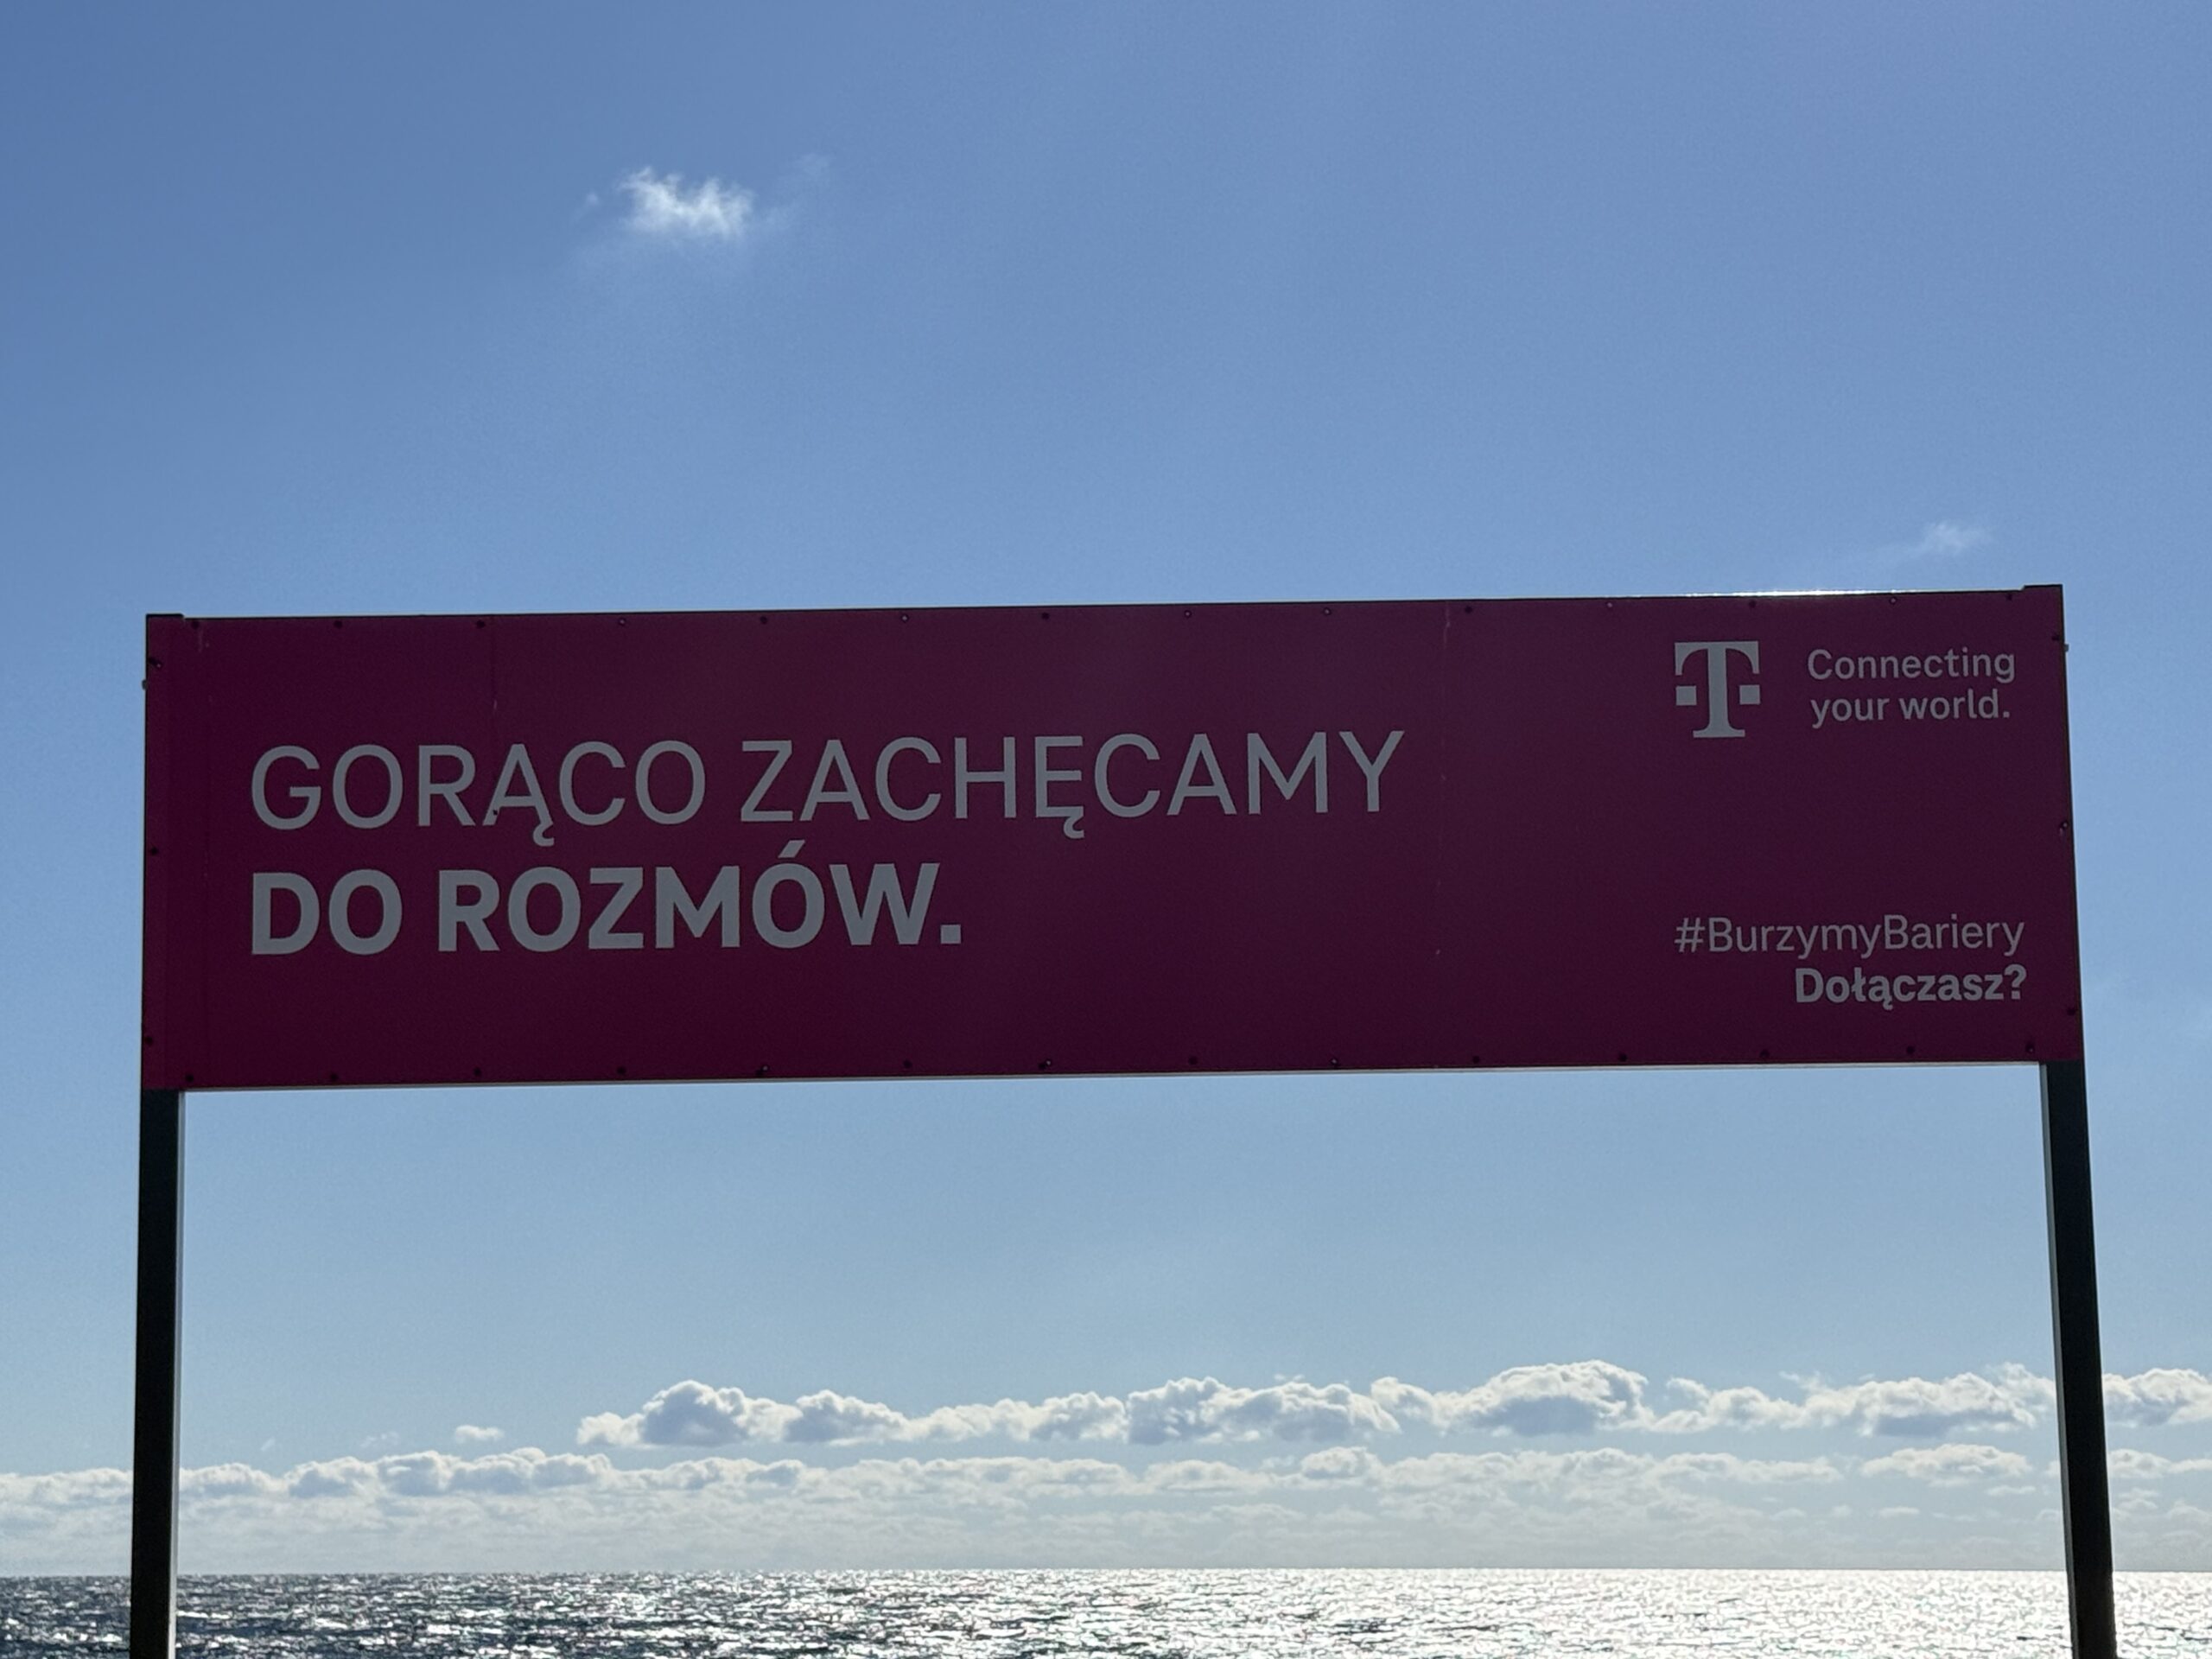 GORĄCO ZACHĘCAMY
DO ROZMÓW.
T Connecting
your world.
#BurzymyBariery
Dołączasz?